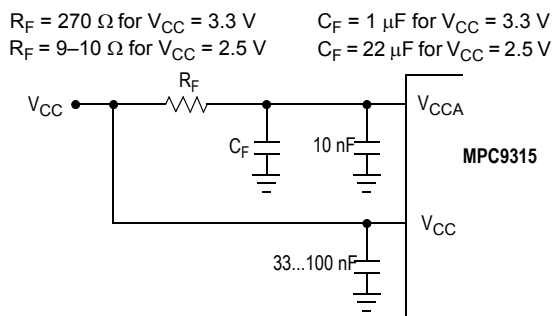 R_F = 270 Ω for V_CC = 3.3 V
C_F = 1 μF for V_CC = 3.3 V
R_F = 9–10 Ω for V_CC = 2.5 V
C_F = 22 μF for V_CC = 2.5 V
R_F
V_CC
V_CCA
C_F
10 nF
MPC9315
V_CC
33...100 nF